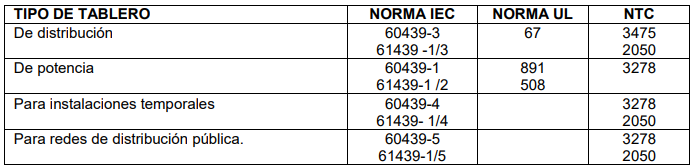 TIPO DE TABLERO NORMA IEC NORMA UL NTC
De distribución 60439-3 67 3475
61439 -1/3 2050
De potencia 60439-1 891 3278
61439-1 /2 508
Para instalaciones temporales 60439-4 3278
61439- 1/4 2050
Para redes de distribución pública. 60439-5 3278
61439-1/5 2050